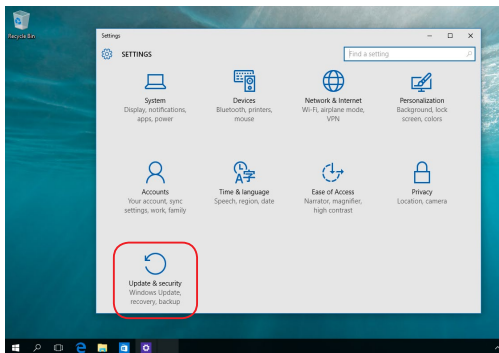 Recycle Bin
Settings
SETTINGS
Find a setting
System
Display, notifications,
apps, power
Devices
Bluetooth, printers,
mouse
Network & Internet
Wi-Fi, airplane mode,
VPN
Personalization
Background, lock
screen, colors
Accounts
Your account, sync
settings, work, family
Time & language
Speech, region, date
Ease of Access
Narrator, magnifier,
high contrast
Privacy
Location, camera
Update & security
Windows Update,
recovery, backup